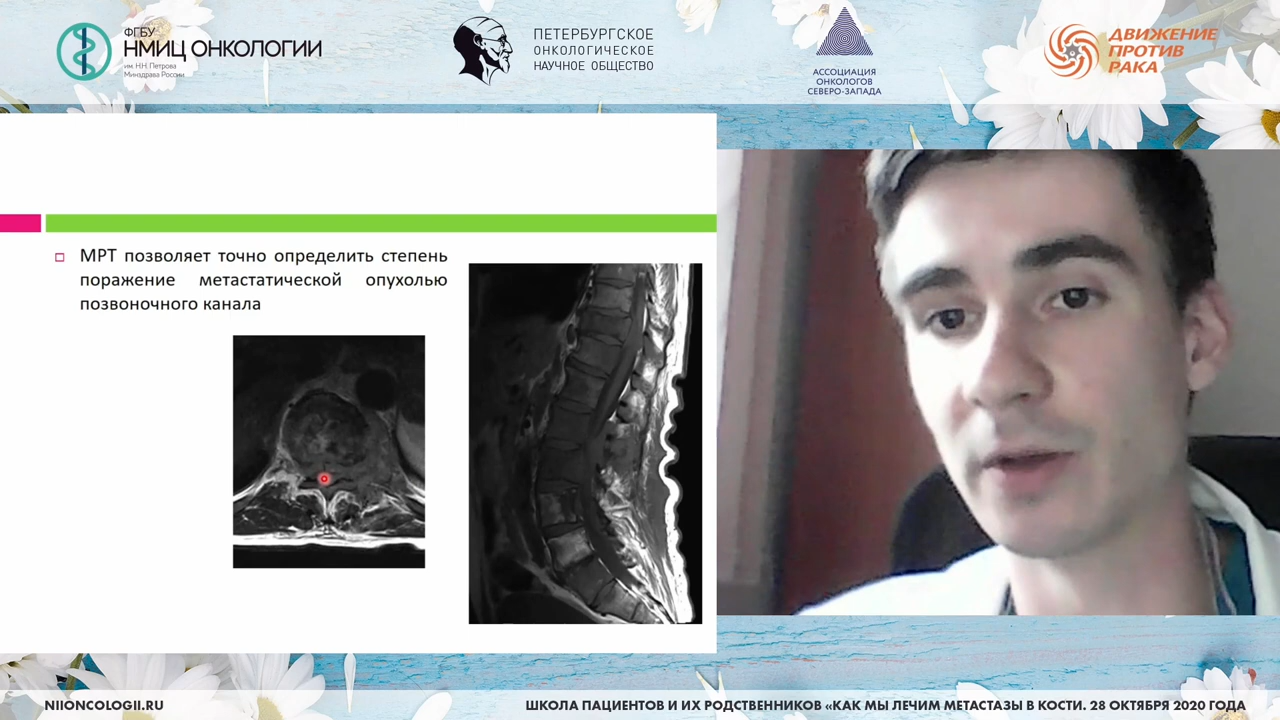 ФГБУ
НМИЦ ОНКОЛОГИИ
им. Н.Н. Петрова
Минздрава России
ПЕТЕРБУРГСКОЕ
ОНКОЛОГИЧЕСКОЕ
НАУЧНОЕ ОБЩЕСТВО
АССОЦИАЦИЯ
ОНКОЛОГОВ
СЕВЕРО-ЗАПАДА
ДВИЖЕНИЕ
ПРОТИВ
РАКА
МРТ позволяет точно определить степень
поражение метастатической опухолью
позвоночного канала
NIIONCOLOGII.RU
ШКОЛА ПАЦИЕНТОВ И ИХ РОДСТВЕННИКОВ «КАК МЫ ЛЕЧИМ МЕТАСТАЗЫ В КОСТИ. 28 ОКТЯБРЯ 2020 ГОДА